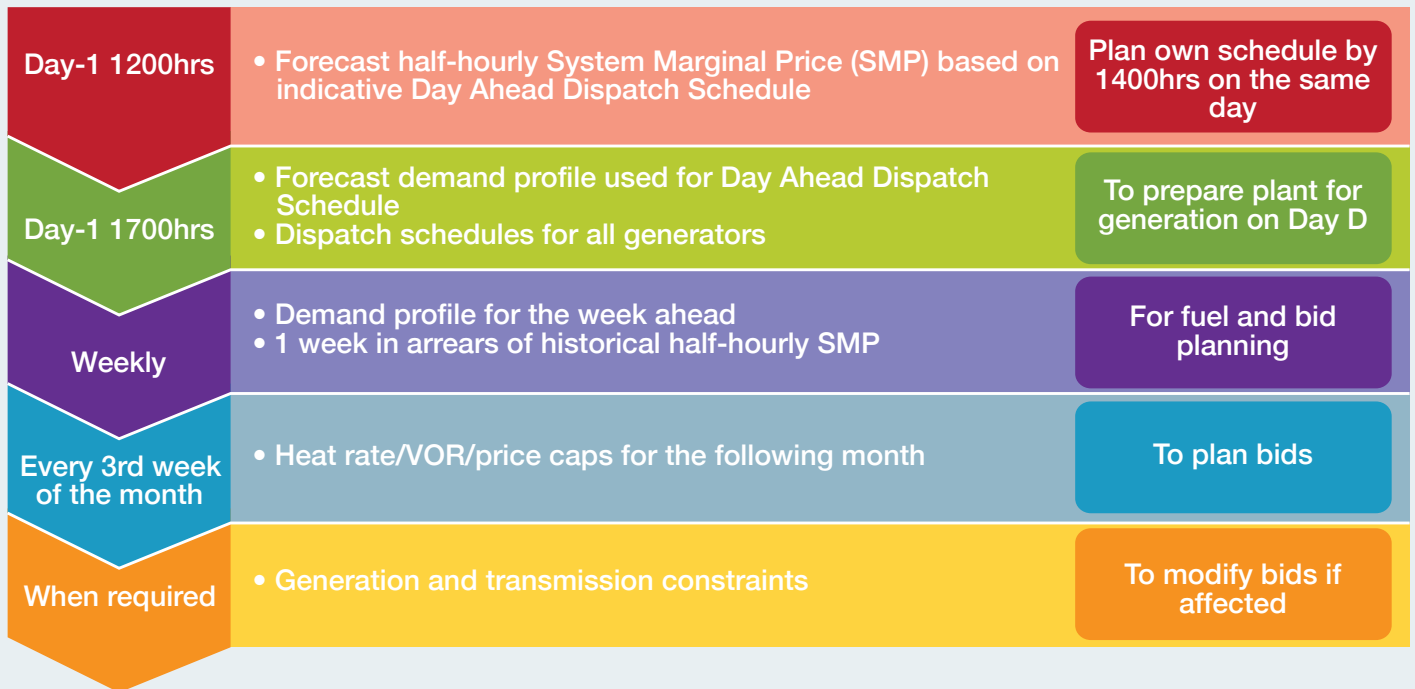 Day-1 1200hrs
• Forecast half-hourly System Marginal Price (SMP) based on
indicative Day Ahead Dispatch Schedule
Plan own schedule by
1400hrs on the same
day
Day-1 1700hrs
• Forecast demand profile used for Day Ahead Dispatch
Schedule
• Dispatch schedules for all generators
To prepare plant for
generation on Day D
Weekly
• Demand profile for the week ahead
• 1 week in arrears of historical half-hourly SMP
For fuel and bid
planning
Every 3rd week
of the month
• Heat rate/VOR/price caps for the following month
To plan bids
When required
• Generation and transmission constraints
To modify bids if
affected